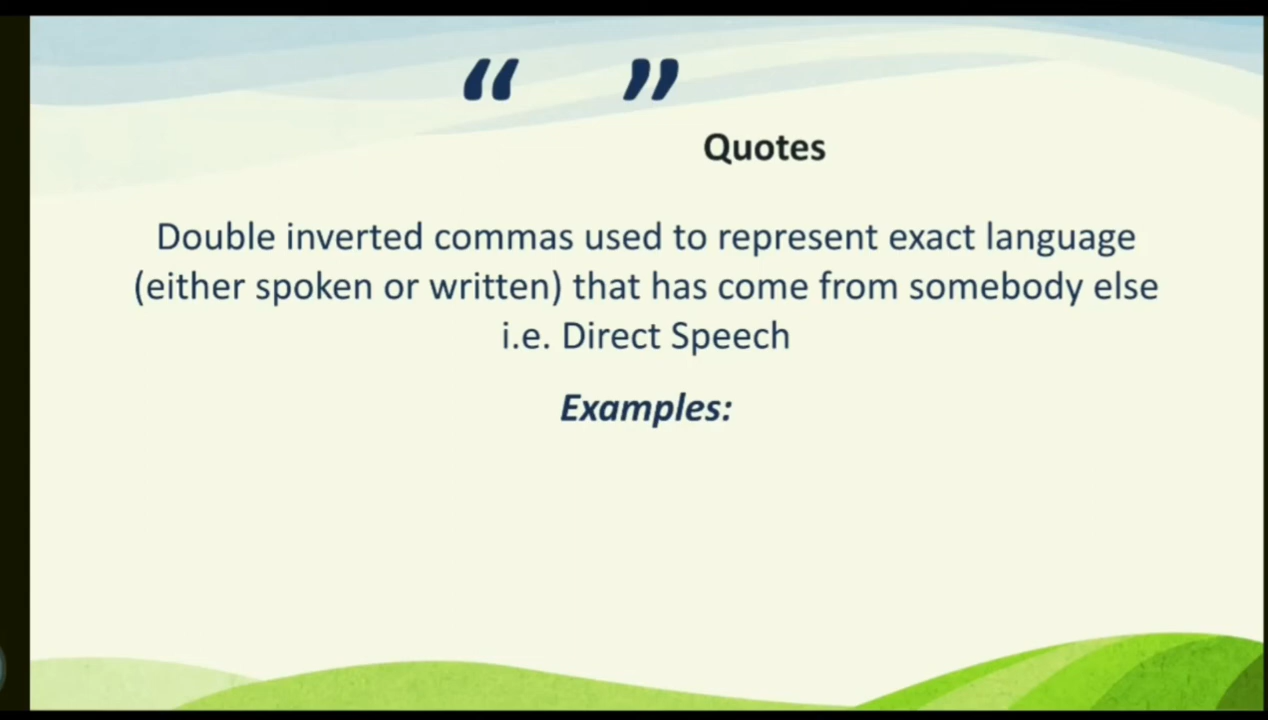 “ ”
Quotes
Double inverted commas used to represent exact language
(either spoken or written) that has come from somebody else
i.e. Direct Speech
Examples: